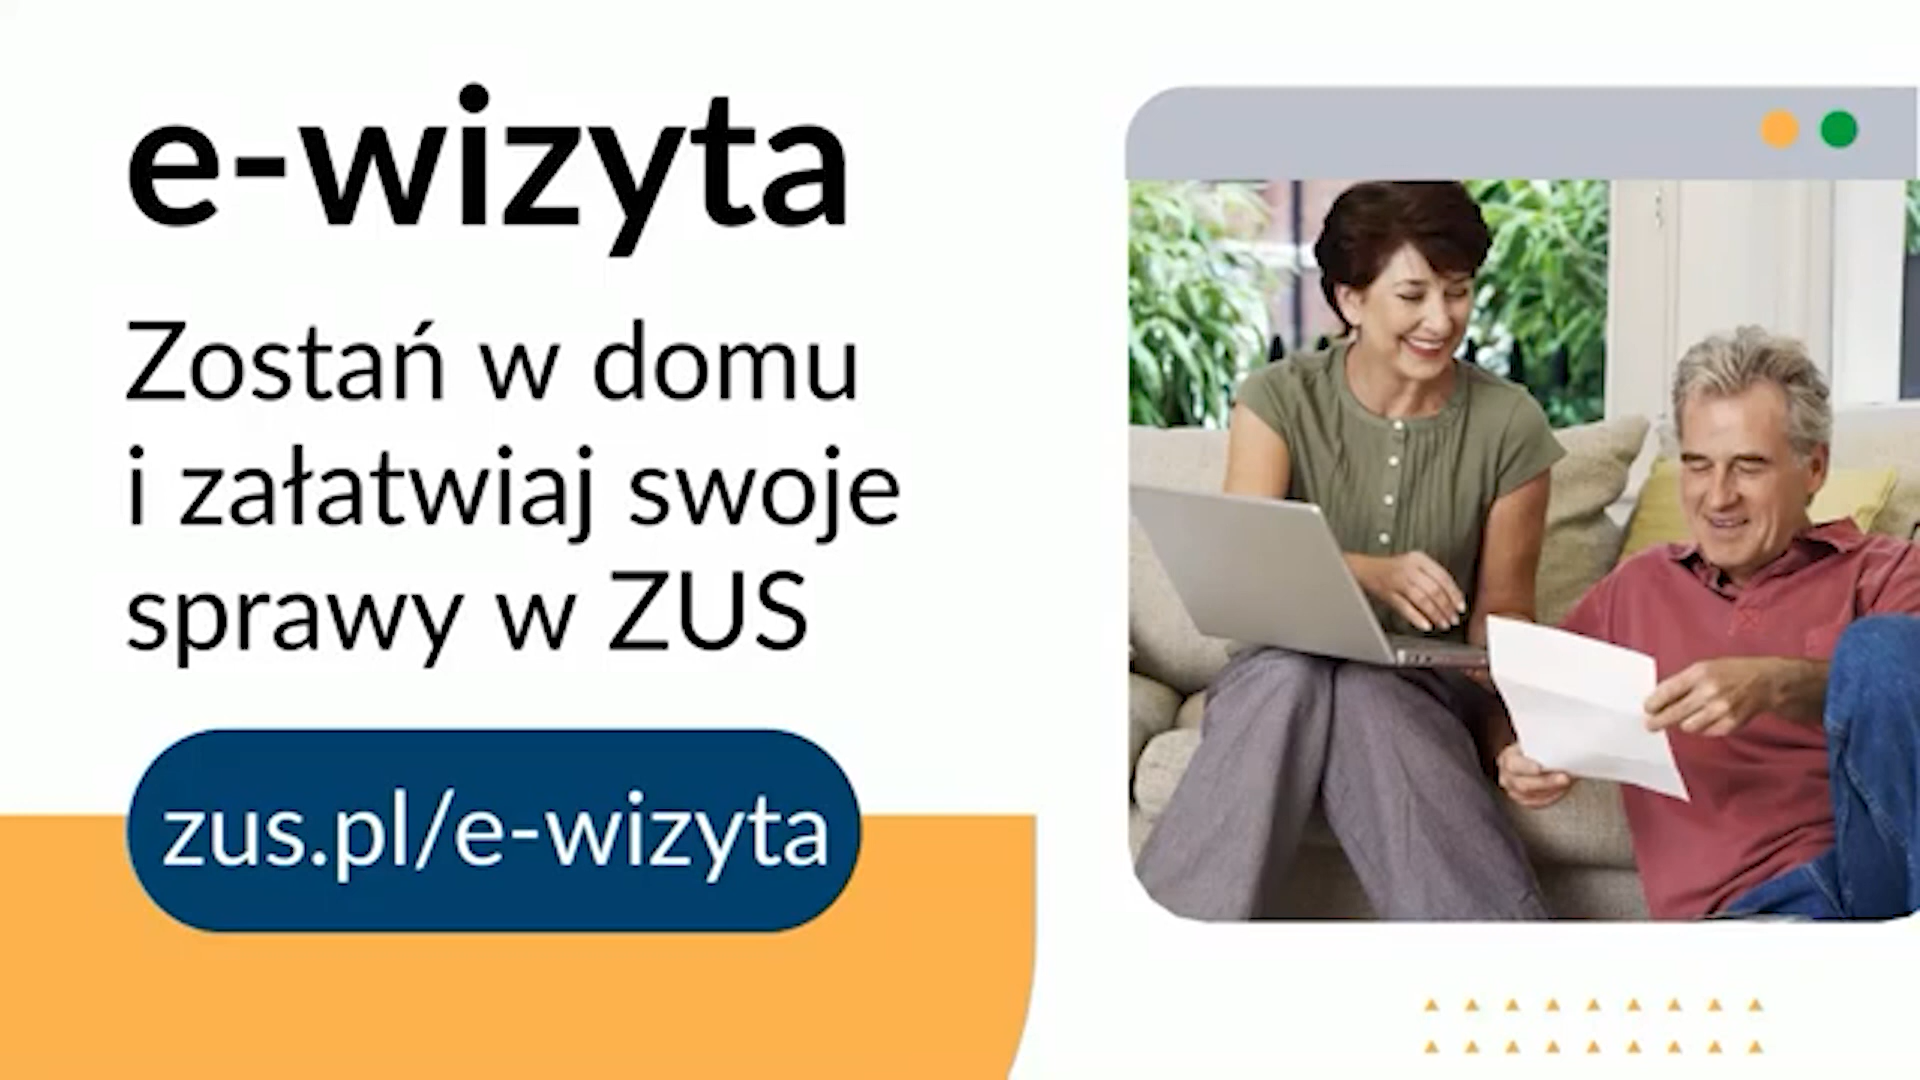 e-wizyta
Zostań w domu
i załatwiaj swoje
sprawy w ZUS
zus.pl/e-wizyta